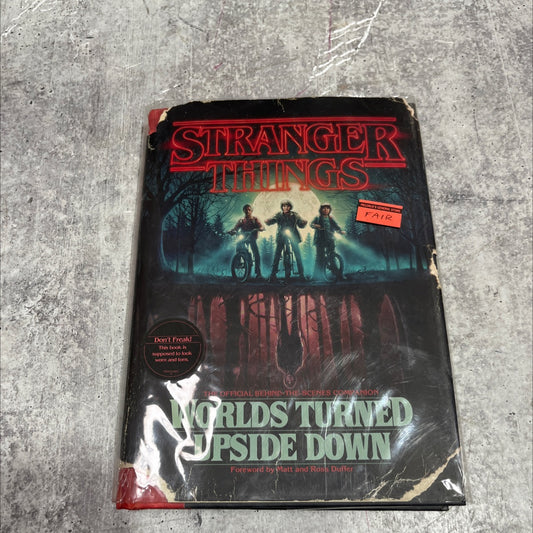 STRANGER
THINGS
FAIR
Don't Freak!
This book is
supposed to look
worn and torn.
THE OFFICIAL BEHIND-THE-SCENES COMPANION
WORLDS TURNED
UPSIDE DOWN
Foreword by Matt and Ross Duffer